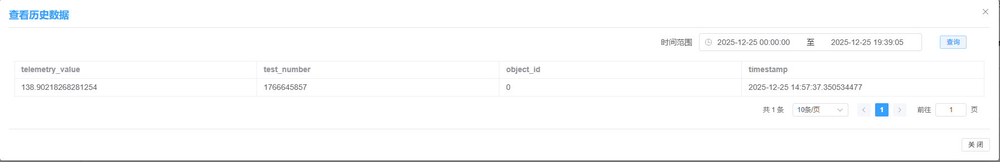 查看历史数据
时间范围 2025-12-25 00:00:00 至 2025-12-25 19:39:05 查询
telemetry_value test_number object_id timestamp
138.90218268281254 1766645857 0 2025-12-25 14:57:37.350534477
共 1 条 10条/页 1 前往 1 页
关 闭